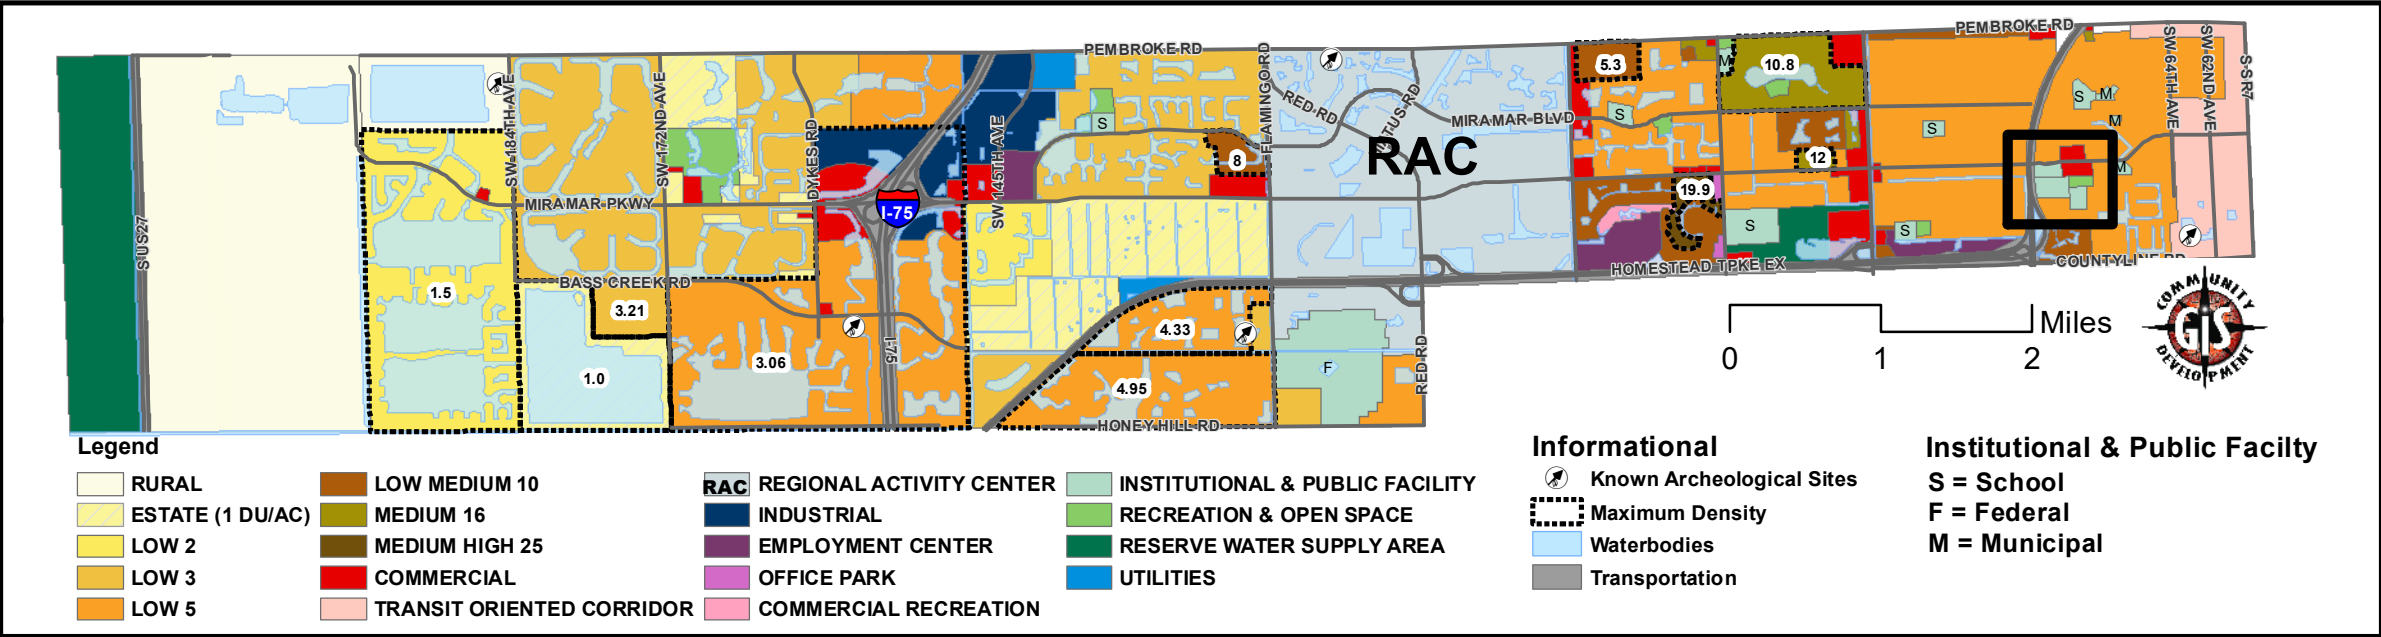 PEMBROKE RD
PEMBROKE RD
SW 184TH AVE
SW 172ND AVE
DYKES RD
SW 145TH AVE
FLAMINGO RD
RED RD
MIRAMAR BLVD
RAC
SW 64TH AVE
SW 62ND AVE
S SR7
S US27
5.3
10.8
M
S
S
S
M
M
M
8
12
19.9
S
S
MIRAMAR PKWY
I-75
BASS CREEK RD
HOMESTEAD TPKE EX
COUNTYLINE RD
1.5
3.21
1.0
3.06
I-75
4.33
4.95
F
RED RD
HONEY HILL RD
0 1 2 Miles
COMMUNITY
GIS
DEVELOPMENT
Legend
RURAL
ESTATE (1 DU/AC)
LOW 2
LOW 3
LOW 5
LOW MEDIUM 10
MEDIUM 16
MEDIUM HIGH 25
COMMERCIAL
TRANSIT ORIENTED CORRIDOR
RAC REGIONAL ACTIVITY CENTER
INDUSTRIAL
EMPLOYMENT CENTER
OFFICE PARK
COMMERCIAL RECREATION
INSTITUTIONAL & PUBLIC FACILITY
RECREATION & OPEN SPACE
RESERVE WATER SUPPLY AREA
UTILITIES
Informational
Known Archeological Sites
Maximum Density
Waterbodies
Transportation
Institutional & Public Facilty
S = School
F = Federal
M = Municipal